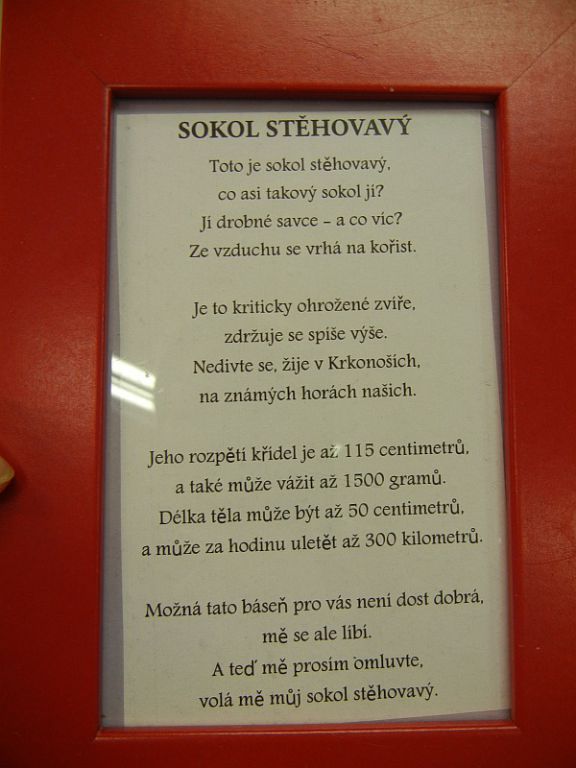 SOKOL STĚHOVAVÝ
Toto je sokol stěhovavý,
co asi takový sokol jí?
Jí drobné savce – a co víc?
Ze vzduchu se vrhá na kořist.
Je to kriticky ohrožené zvíře,
zdržuje se spíše výše.
Nedivte se, žije v Krkonoších,
na známých horách našich.
Jeho rozpětí křídel je až 115 centimetrů,
a také může vážit až 1500 gramů.
Délka těla může být až 50 centimetrů,
a může za hodinu uletět až 300 kilometrů.
Možná tato báseň pro vás není dost dobrá,
mě se ale líbí.
A teď mě prosím omluvte,
volá mě můj sokol stěhovavý.